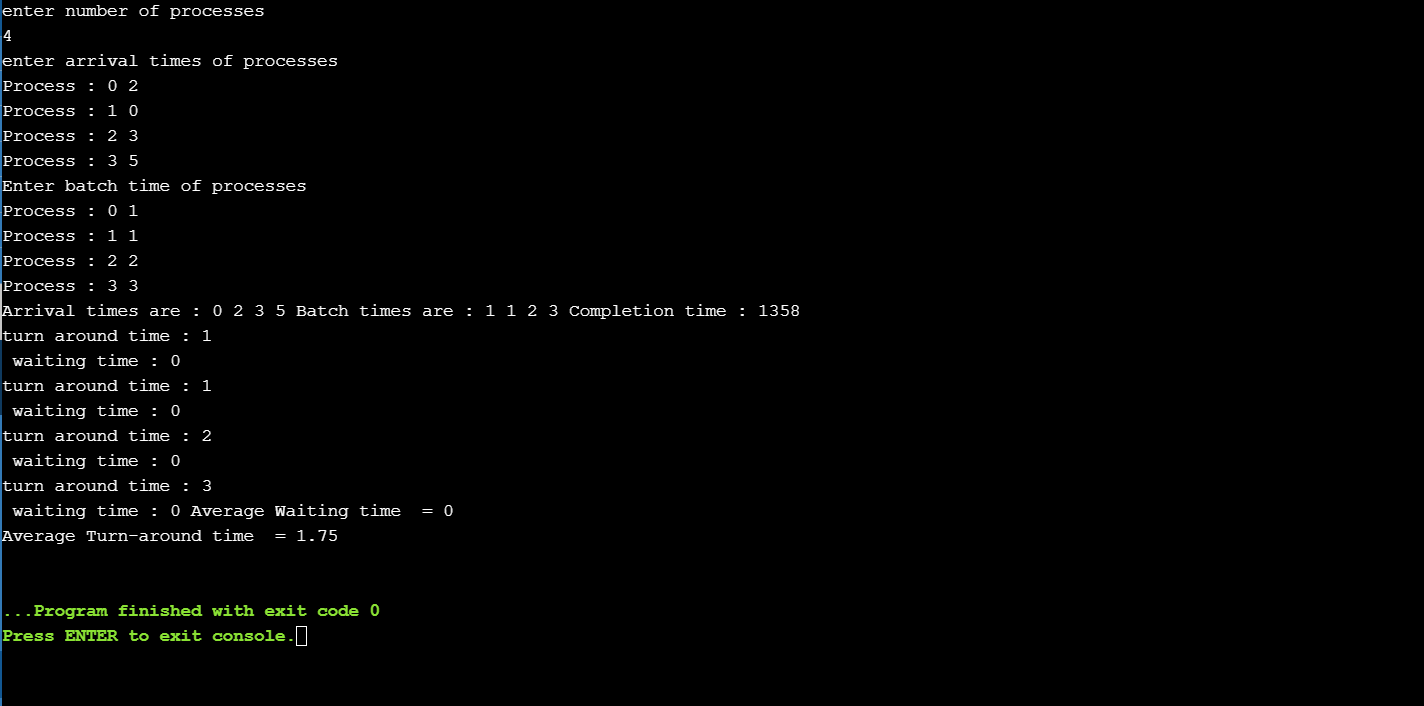 enter number of processes
4
enter arrival times of processes
Process : 0 2
Process : 1 0
Process : 2 3
Process : 3 5
Enter batch time of processes
Process : 0 1
Process : 1 1
Process : 2 2
Process : 3 3
Arrival times are : 0 2 3 5 Batch times are : 1 1 2 3 Completion time : 1358
turn around time : 1
 waiting time : 0
turn around time : 1
 waiting time : 0
turn around time : 2
 waiting time : 0
turn around time : 3
 waiting time : 0 Average Waiting time  = 0
Average Turn-around time  = 1.75
...Program finished with exit code 0
Press ENTER to exit console.